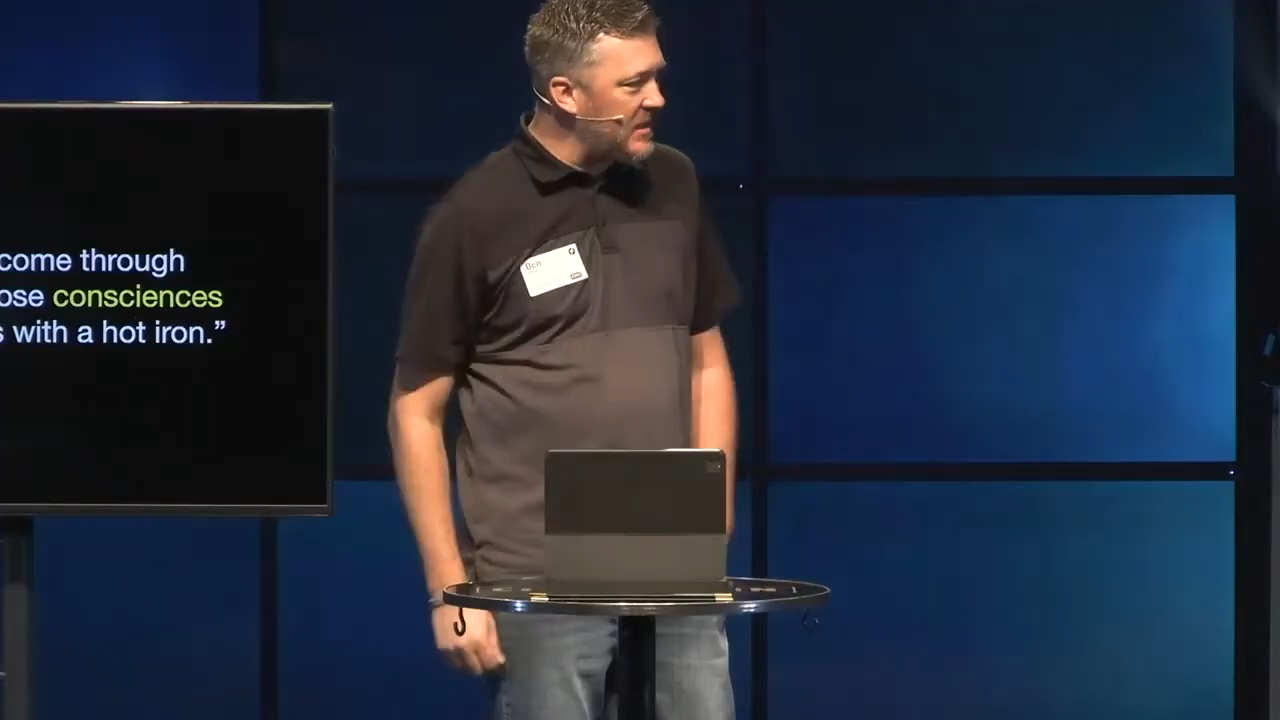 come through
ose consciences
s with a hot iron.”
Ben